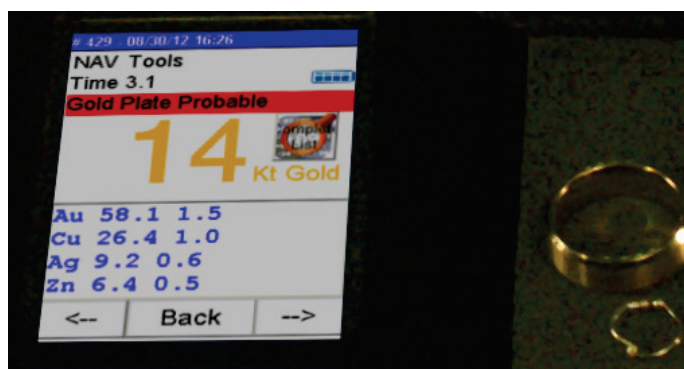 # 429 - 08/30/12 16:26
NAV Tools
Time 3.1
Gold Plate Probable
14
Kt Gold
List
Au 58.1 1.5
Cu 26.4 1.0
Ag 9.2 0.6
Zn 6.4 0.5
<-- Back -->